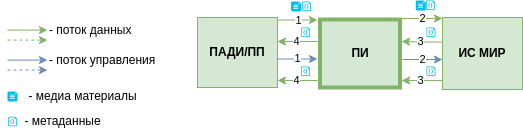 - поток данных
- поток управления
- медиа материалы
- метаданные
ПАДИ/ПП
1
4
1
4
ПИ
2
3
2
3
ИС МИР